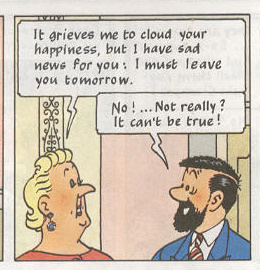 It grieves me to cloud your
happiness, but I have sad
news for you: I must leave
you tomorrow.
No! ...Not really?
It can't be true!